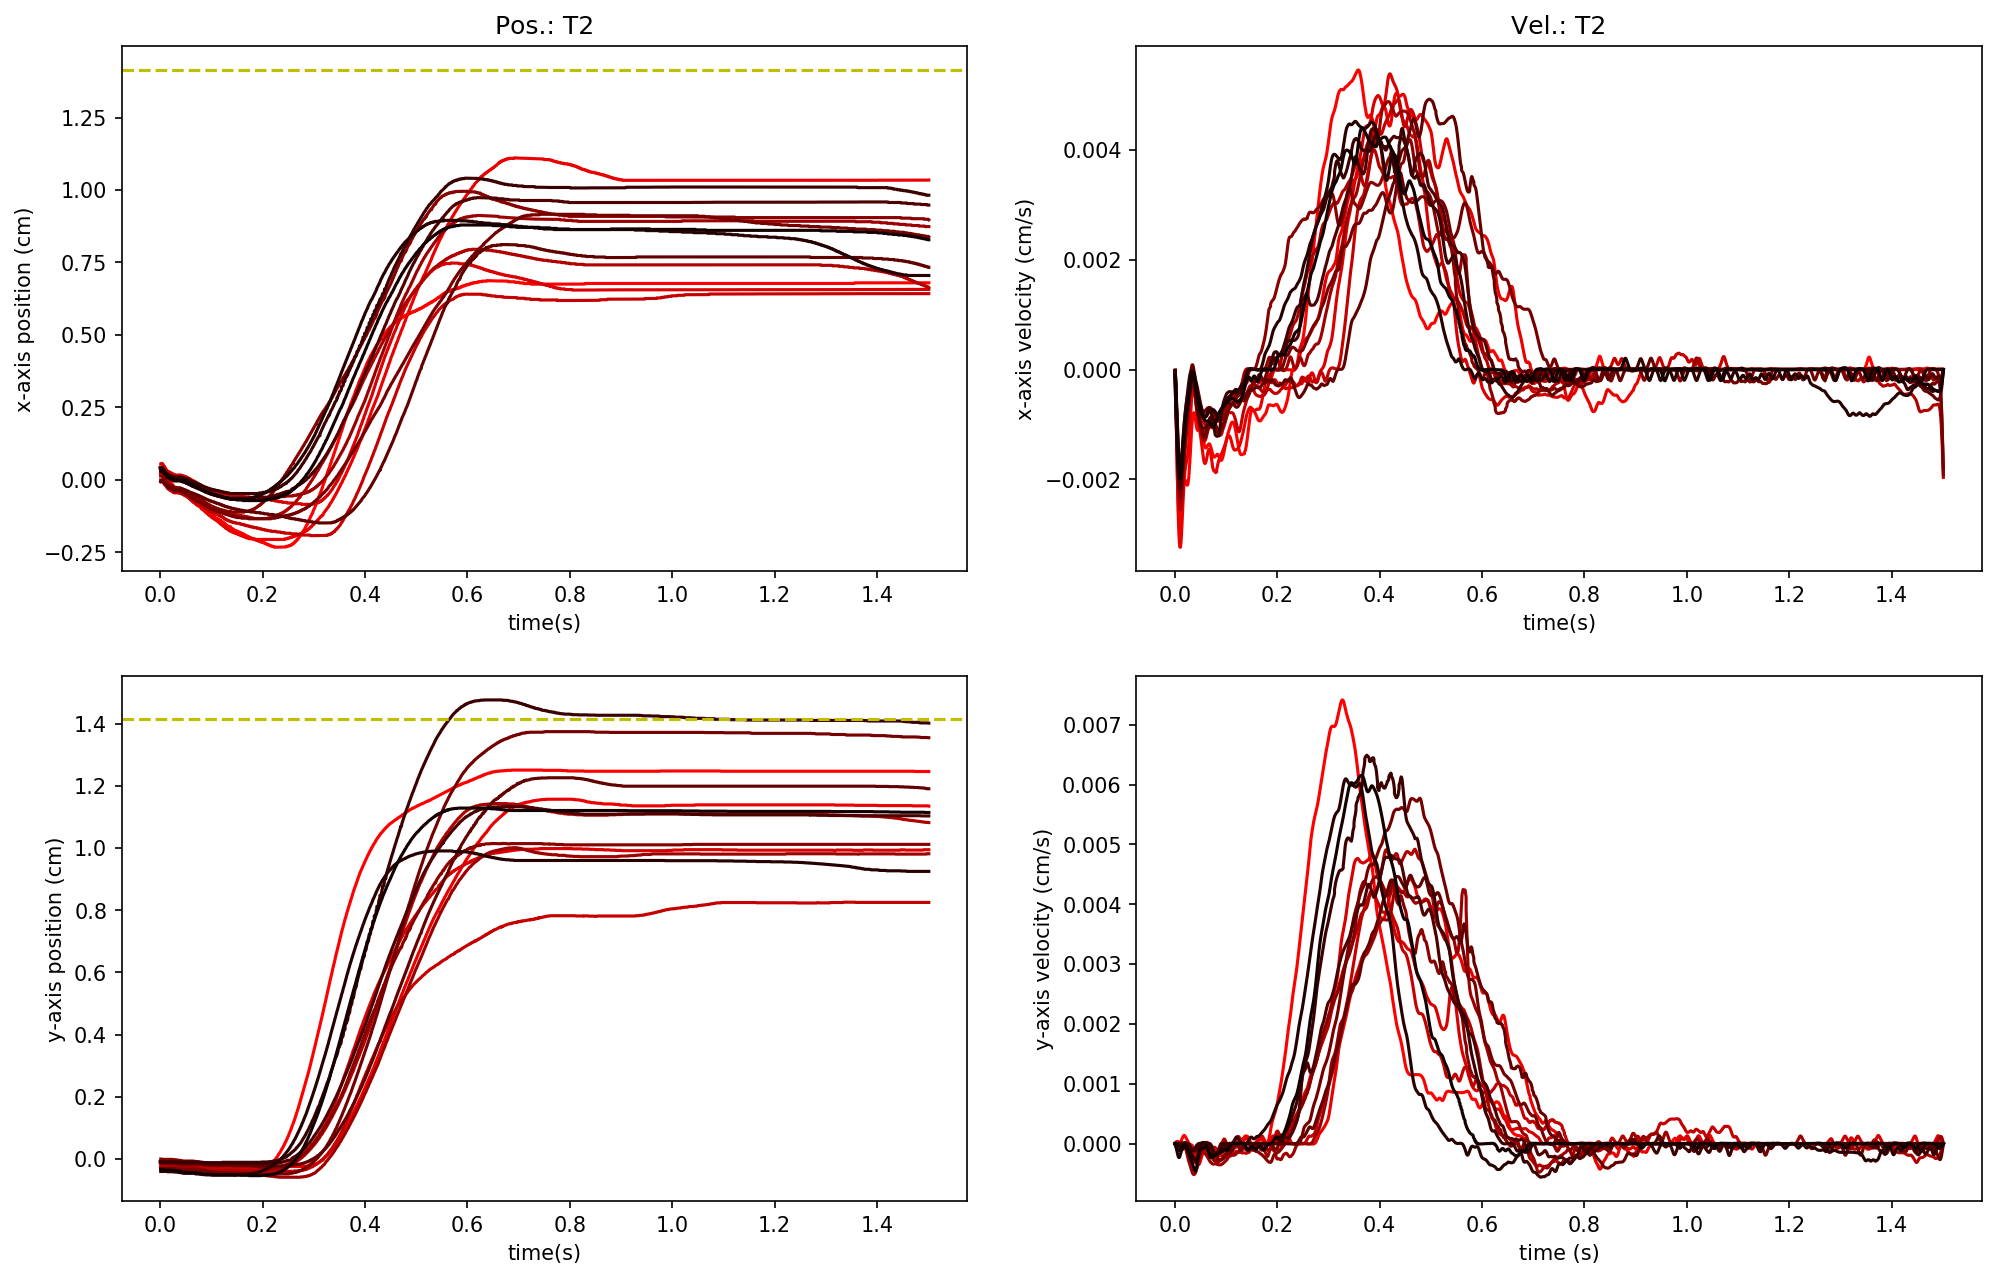 Pos.: T2
x-axis position (cm)
1.25
1.00
0.75
0.50
0.25
0.00
−0.25
0.0 0.2 0.4 0.6 0.8 1.0 1.2 1.4
time(s)
Vel.: T2
x-axis velocity (cm/s)
0.004
0.002
0.000
−0.002
0.0 0.2 0.4 0.6 0.8 1.0 1.2 1.4
time(s)
y-axis position (cm)
1.4
1.2
1.0
0.8
0.6
0.4
0.2
0.0
0.0 0.2 0.4 0.6 0.8 1.0 1.2 1.4
time(s)
y-axis velocity (cm/s)
0.007
0.006
0.005
0.004
0.003
0.002
0.001
0.000
0.0 0.2 0.4 0.6 0.8 1.0 1.2 1.4
time (s)